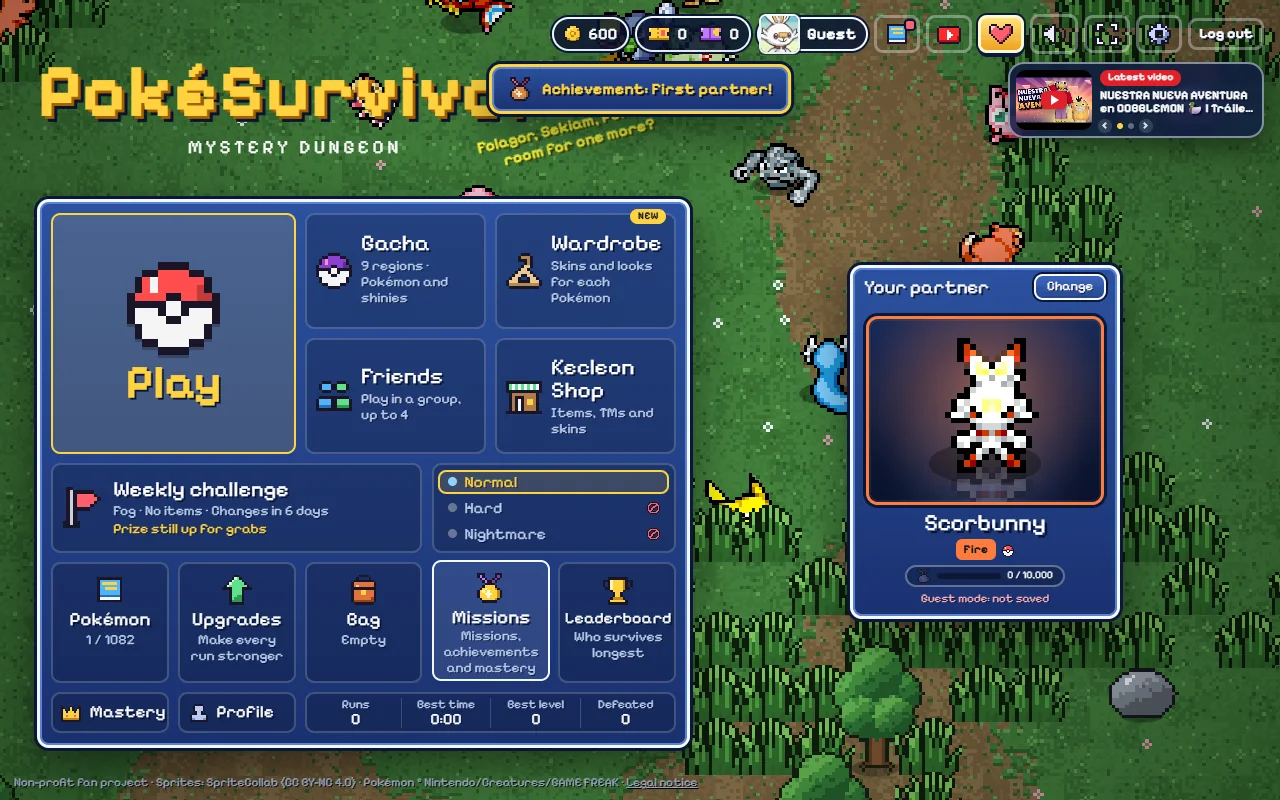 600
0
0
Guest
Log out
PokéSurvivo
Achievement: First partner!
MYSTERY DUNGEON
Folagor, Sekiam,
room for one more?
Latest video
NUESTRA NUEVA AVENTURA
en COBBLEMON 🦆 | Tráile...
Play
Gacha
9 regions ·
Pokémon and
shinies
NEW
Wardrobe
Skins and looks
for each
Pokémon
Friends
Play in a group,
up to 4
Kecleon
Shop
Items, TMs and
skins
Weekly challenge
Fog · No items · Changes in 6 days
Prize still up for grabs
Normal
Hard
Nightmare
Pokémon
1 / 1082
Upgrades
Make every
run stronger
Bag
Empty
Missions
Missions,
achievements
and mastery
Leaderboard
Who survives
longest
Mastery
Profile
Runs
0
Best time
0:00
Best level
0
Defeated
0
Your partner
Change
Scorbunny
Fire
0 / 10.000
Guest mode: not saved
Non-profit fan project · Sprites: SpriteCollab (CC BY-NC 4.0) · Pokémon © Nintendo/Creatures/GAME FREAK · Legal notice